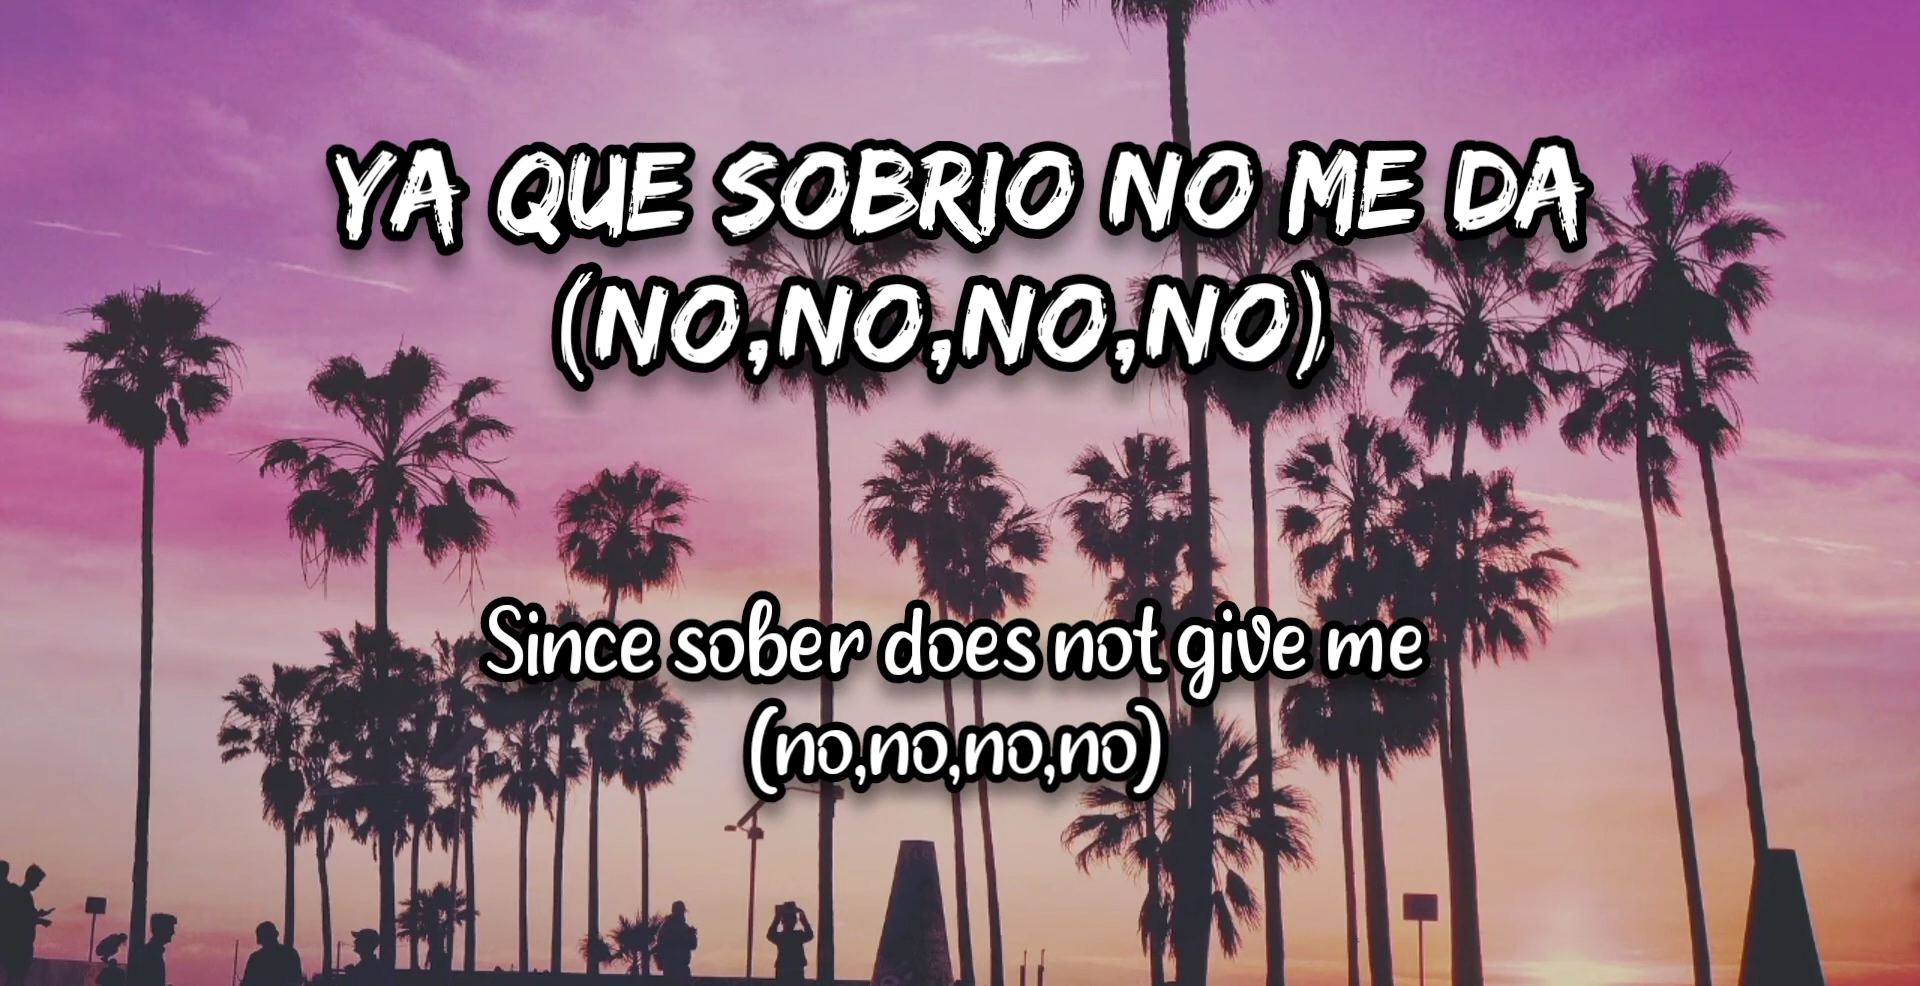 YA QUE SOBRIO NO ME DA
(NO,NO,NO,NO)
Since sober does not give me
(no,no,no,no)